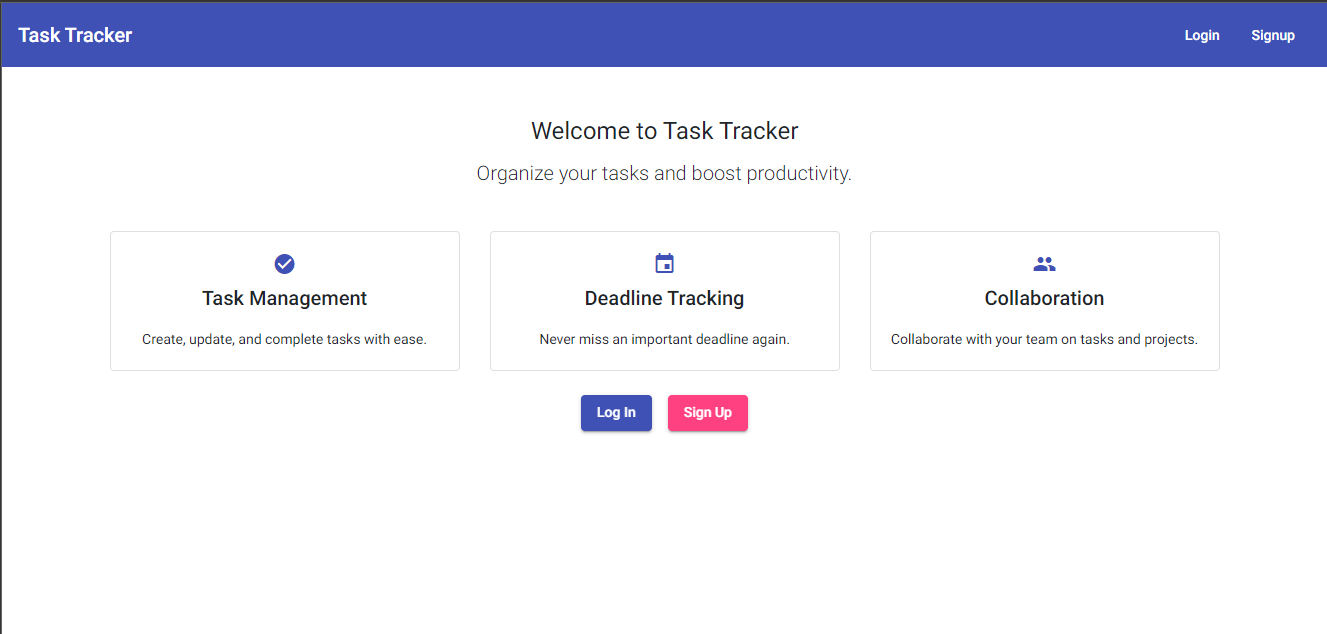 Task Tracker
Login
Signup
Welcome to Task Tracker
Organize your tasks and boost productivity.
Task Management
Create, update, and complete tasks with ease.
Deadline Tracking
Never miss an important deadline again.
Collaboration
Collaborate with your team on tasks and projects.
Log In
Sign Up